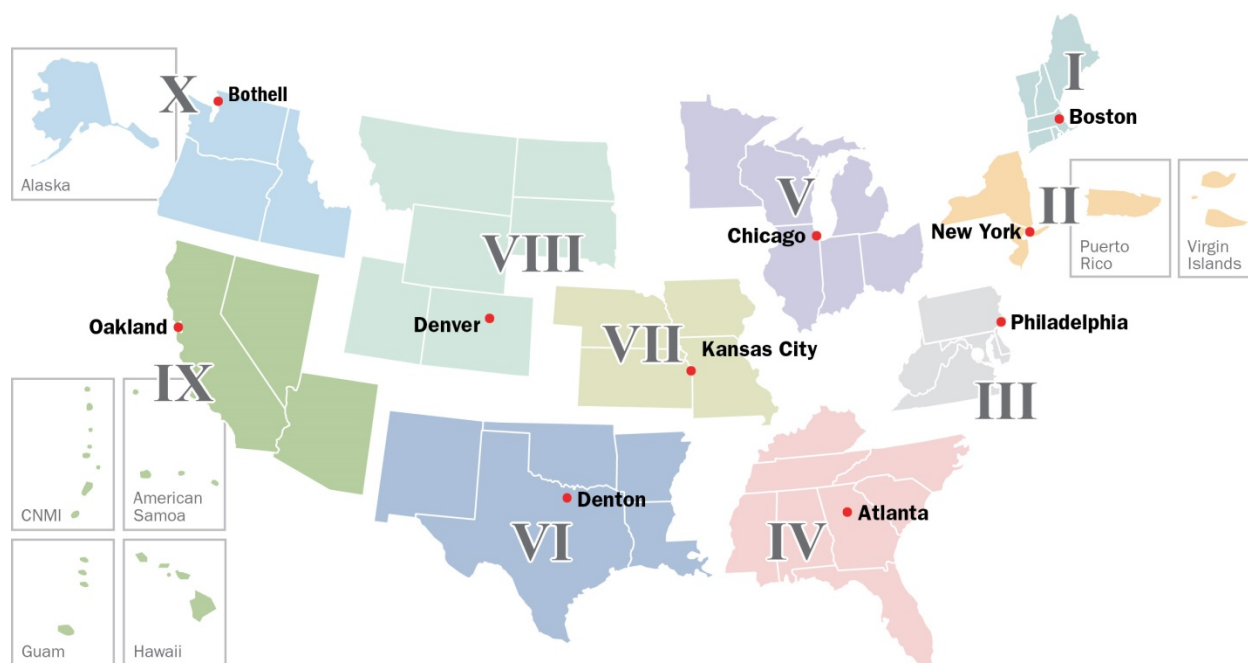 I
X
Bothell
Boston
Alaska
V
II
Chicago
New York
Puerto
Rico
Virgin
Islands
VIII
Oakland
Denver
Philadelphia
VII
Kansas City
IX
III
CNMI
American
Samoa
Denton
Atlanta
VI
IV
Guam
Hawaii